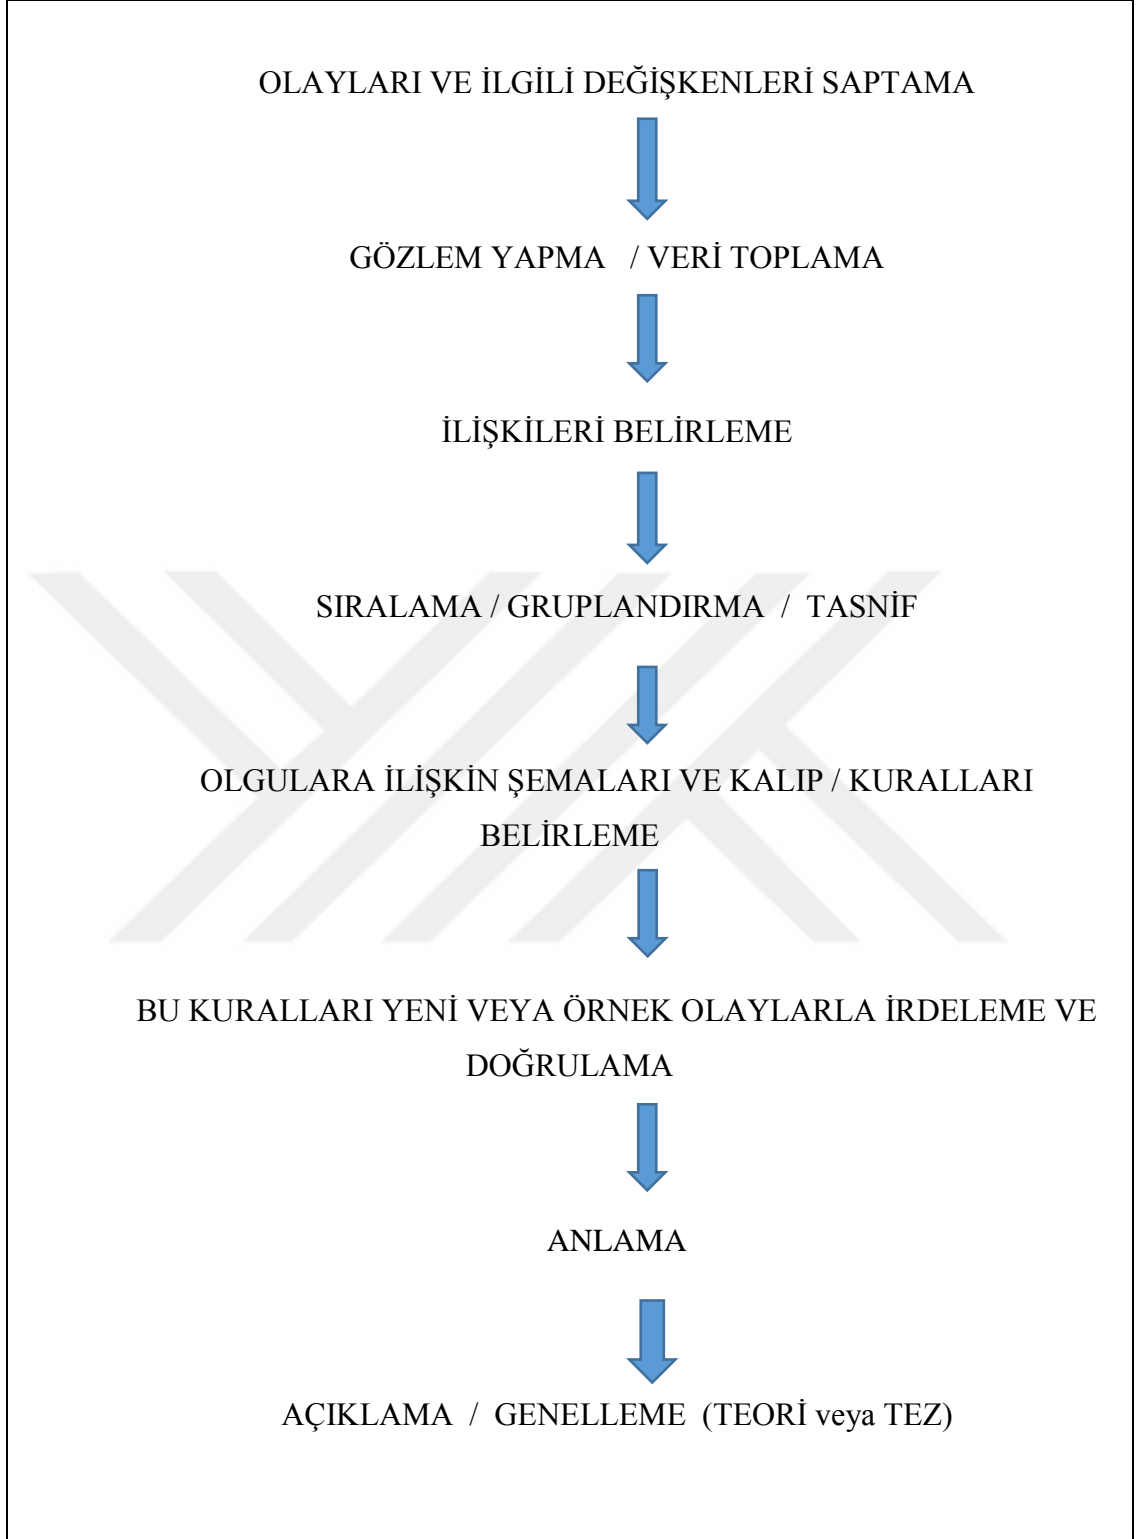 OLAYLARI VE İLGİLİ DEĞİŞKENLERİ SAPTAMA
GÖZLEM YAPMA / VERİ TOPLAMA
İLİŞKİLERİ BELİRLEME
SIRALAMA / GRUPLANDIRMA / TASNİF
OLGULARA İLİŞKİN ŞEMALARI VE KALIP / KURALLARI
BELİRLEME
BU KURALLARI YENİ VEYA ÖRNEK OLAYLARLA İRDELEME VE
DOĞRULAMA
ANLAMA
AÇIKLAMA / GENELLEME (TEORİ veya TEZ)